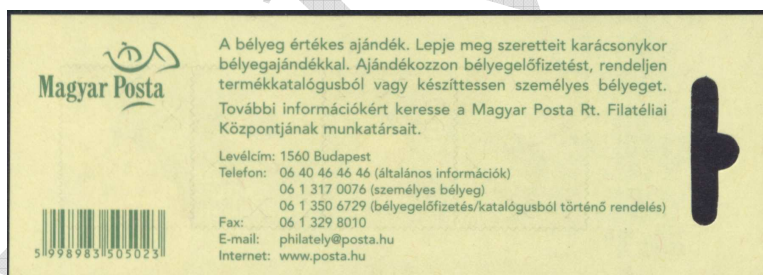 Magyar Posta
A bélyeg értékes ajándék. Lepje meg szeretteit karácsonykor
bélyegajándékkal. Ajándékozzon bélyegelőfizetést, rendeljen
termékkatalógusból vagy készíttessen személyes bélyeget.
További információkért keresse a Magyar Posta Rt. Filatéliai
Központjának munkatársait.
Levélcím: 1560 Budapest
Telefon: 06 40 46 46 46 (általános információk)
06 1 317 0076 (személyes bélyeg)
06 1 350 6729 (bélyegelőfizetés/katalógusból történő rendelés)
Fax: 06 1 329 8010
E-mail: philately@posta.hu
Internet: www.posta.hu
5 998983 505023